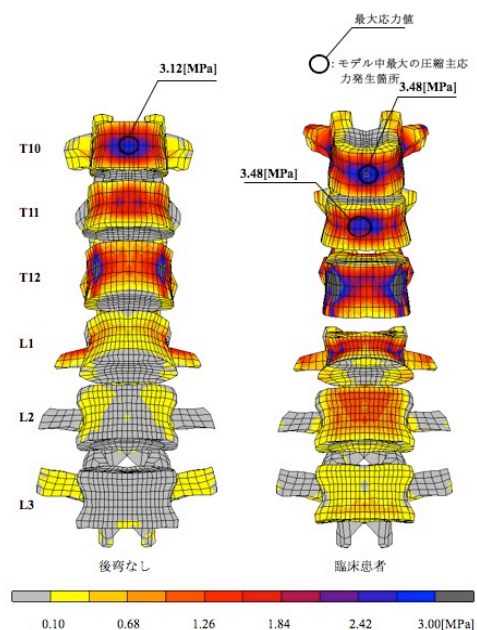 最大応力値
: モデル中最大の圧縮主応
力発生箇所
3.12[MPa]
3.48[MPa]
T10
3.48[MPa]
T11
T12
L1
L2
L3
後弯なし
臨床患者
0.10 0.68 1.26 1.84 2.42 3.00[MPa]